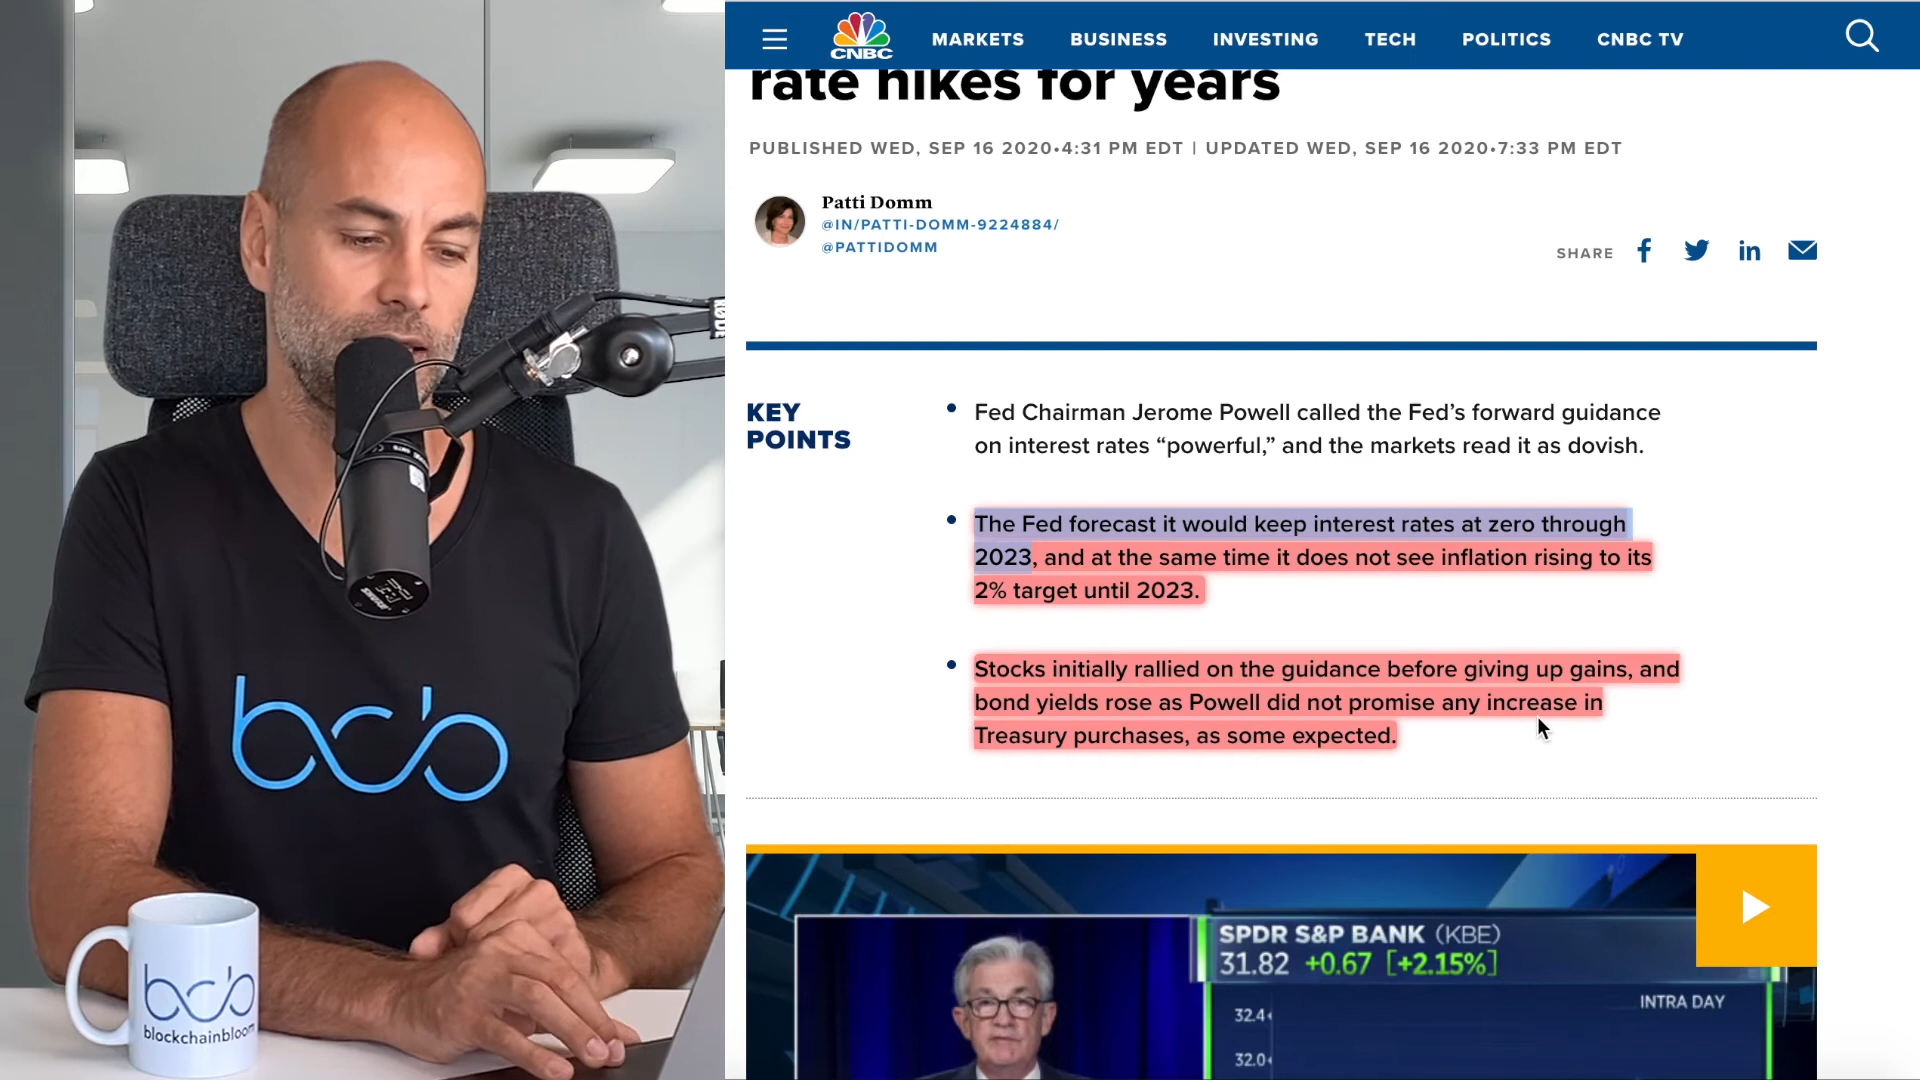 CNBC
MARKETS
BUSINESS
INVESTING
TECH
POLITICS
CNBC TV
rate hikes for years
PUBLISHED WED, SEP 16 2020•4:31 PM EDT | UPDATED WED, SEP 16 2020•7:33 PM EDT
Patti Domm
@IN/PATTI-DOMM-9224884/
@PATTIDOMM
SHARE
KEY
POINTS
Fed Chairman Jerome Powell called the Fed’s forward guidance
on interest rates “powerful,” and the markets read it as dovish.
The Fed forecast it would keep interest rates at zero through
2023, and at the same time it does not see inflation rising to its
2% target until 2023.
Stocks initially rallied on the guidance before giving up gains, and
bond yields rose as Powell did not promise any increase in
Treasury purchases, as some expected.
SPDR S&P BANK (KBE)
31.82 +0.67 [+2.15%]
INTRA DAY
32.4
32.0
RØDE
SHURE
bcb
bcb
blockchainbloom